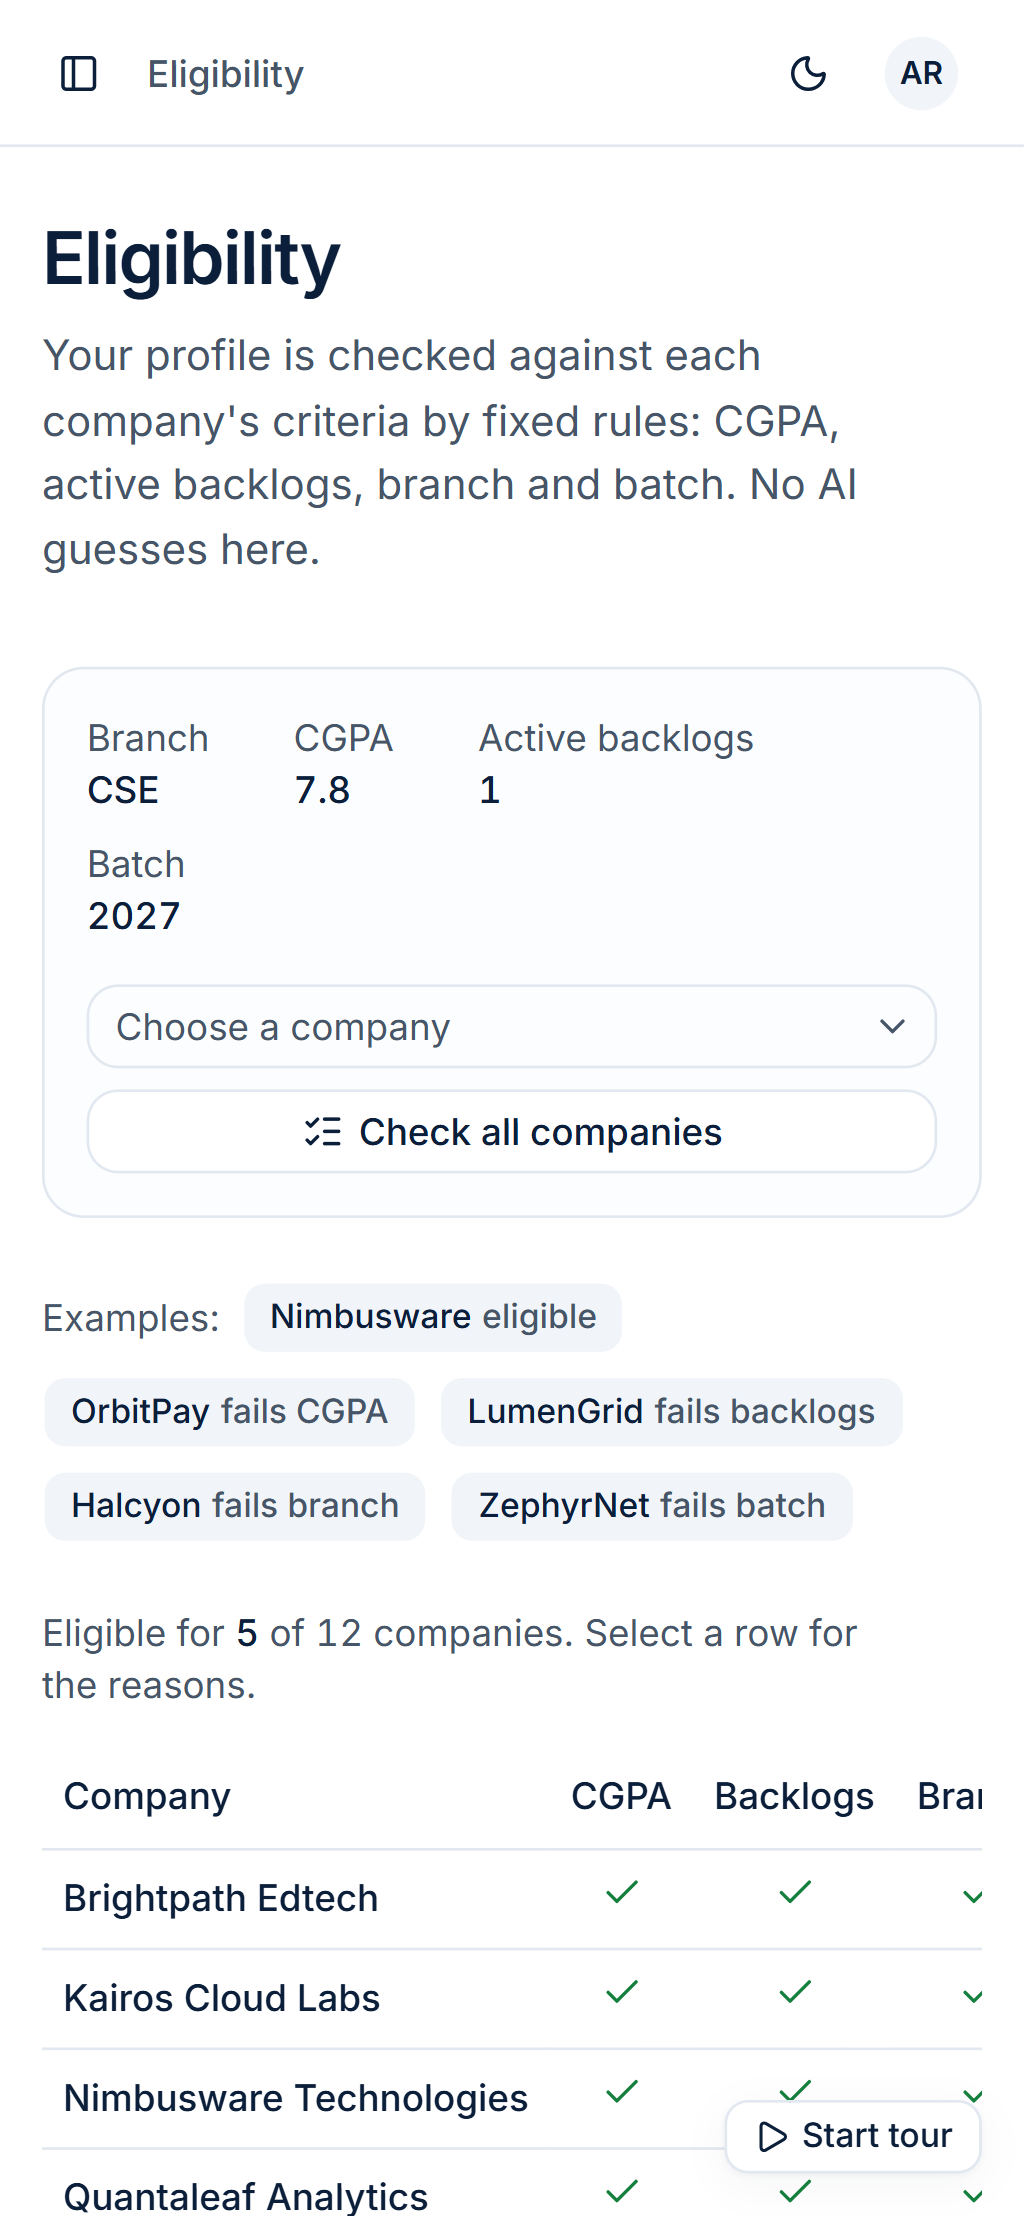 Eligibility
AR
Eligibility
Your profile is checked against each
company's criteria by fixed rules: CGPA,
active backlogs, branch and batch. No AI
guesses here.
Branch CGPA Active backlogs
CSE 7.8 1
Batch
2027
Choose a company
Check all companies
Examples: Nimbusware eligible
OrbitPay fails CGPA LumenGrid fails backlogs
Halcyon fails branch ZephyrNet fails batch
Eligible for 5 of 12 companies. Select a row for
the reasons.
Company CGPA Backlogs
Brightpath Edtech
Kairos Cloud Labs
Nimbusware Technologies
Start tour
Quantaleaf Analytics